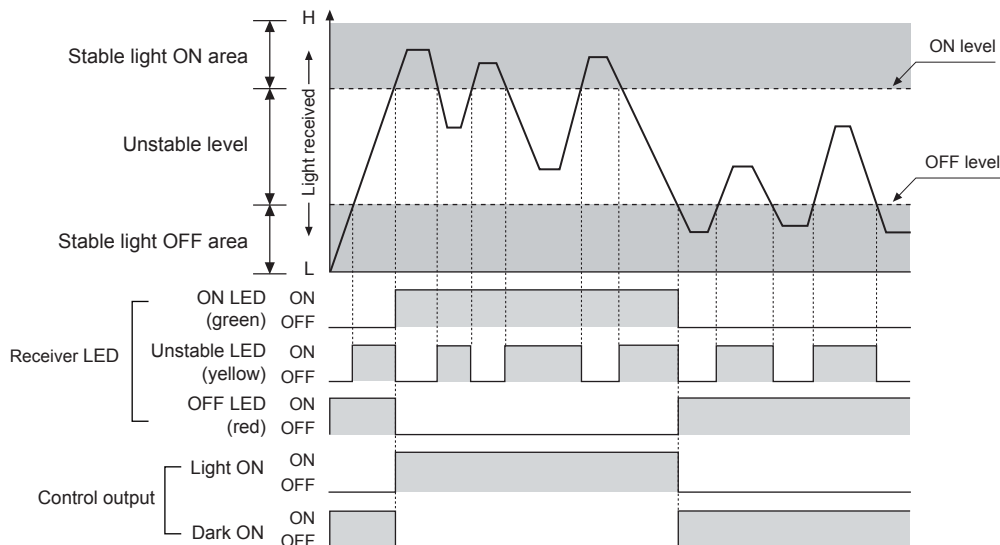 H
Stable light ON area
ON level
Light received
Unstable level
OFF level
Stable light OFF area
L
ON LED
(green)
ON
OFF
Receiver LED
Unstable LED
(yellow)
ON
OFF
OFF LED
(red)
ON
OFF
Control output
Light ON
ON
OFF
Dark ON
ON
OFF